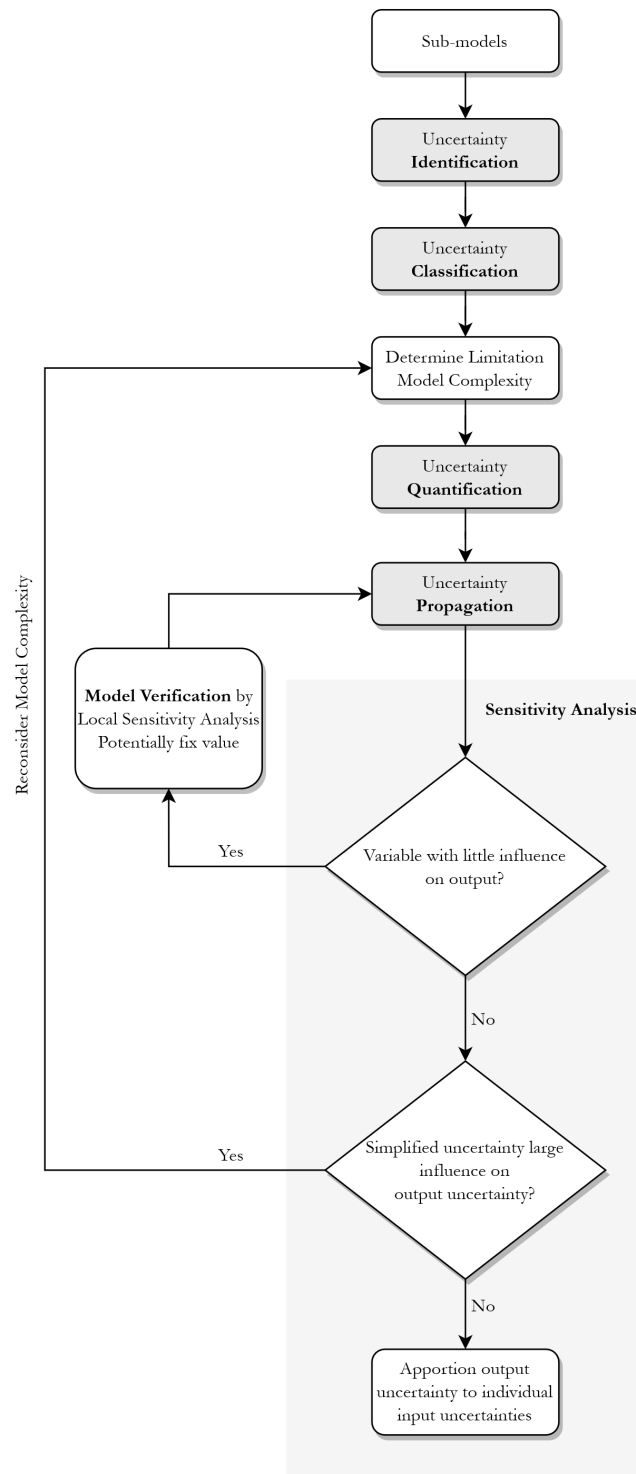 Sub-models
Uncertainty
Identification
Uncertainty
Classification
Determine Limitation
Model Complexity
Uncertainty
Quantification
Uncertainty
Propagation
Reconsider Model Complexity
Model Verification by
Local Sensitivity Analysis
Potentially fix value
Sensitivity Analysis
Variable with little influence
on output?
Yes
No
Simplified uncertainty large
influence on
output uncertainty?
Yes
No
Apportion output
uncertainty to individual
input uncertainties